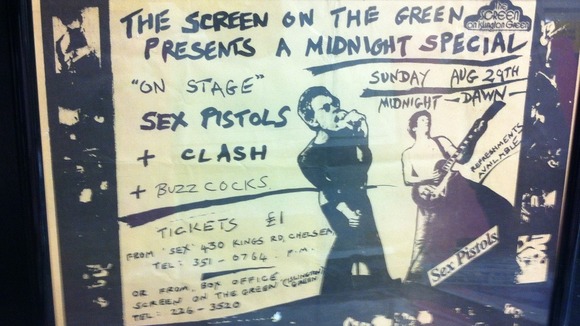 THE SCREEN ON THE GREEN
PRESENTS A MIDNIGHT SPECIAL
the
SCREEN
on Islington Green
SUNDAY AUG 29TH
MIDNIGHT - DAWN -
"ON STAGE"
SEX PISTOLS
+ CLASH
+ BUZZCOCKS
REFRESHMENTS
AVAILABLE
TICKETS £1
FROM 'SEX' 430 KINGS RD, CHELSEA
TEL: 351-0764 P.M.
OR FROM, BOX OFFICE
SCREEN ON THE GREEN (ISLINGTON GREEN)
TEL: 226-3520
Sex Pistols